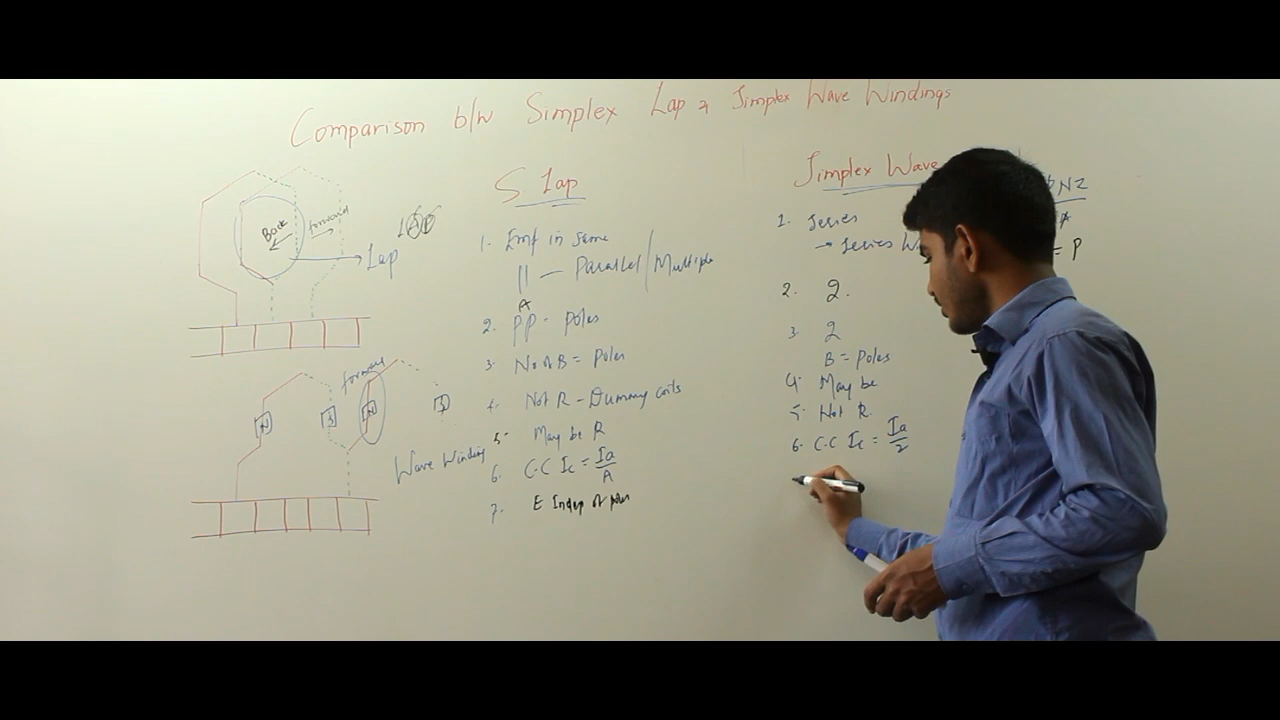 Comparison b/w Simplex Lap & Simplex Wave Windings
Back
forward
Lap
LAP
forward
N
S
N
S
Wave Winding
S Lap
1. Emf in same
|| — Parallel/Multiple
A
2. PP - Poles
3. No of B = Poles
4. Not R - Dummy coils
5. May be R
6. C.C Ic = Ia/A
7. E Indep of poles
Simplex Wave
1. Series
→ Series W
2. 2.
3. 2
B = Poles
4. May be
5. Not R.
6. C.C Ic = Ia/2
NZ
A
= P